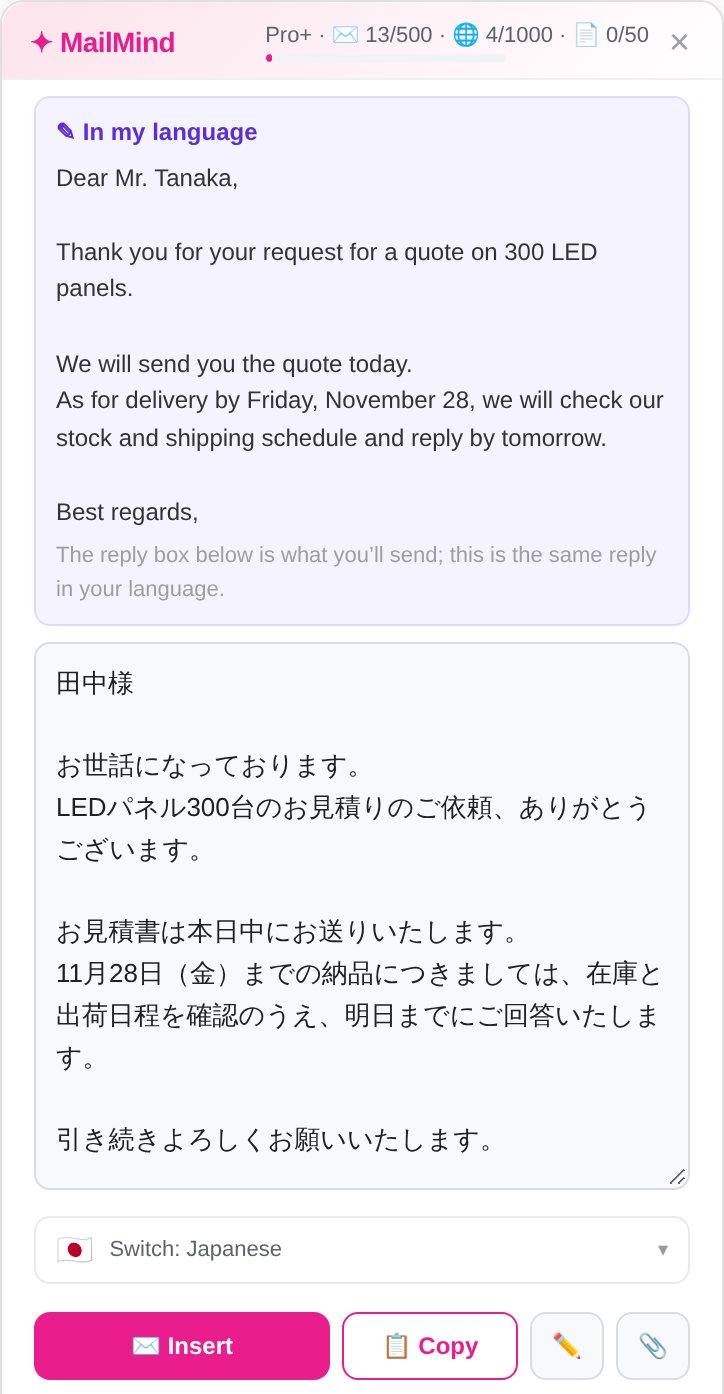 ✦ MailMind
Pro+ · ✉️ 13/500 · 🌐 4/1000 · 📄 0/50 ✕
✎ In my language
Dear Mr. Tanaka,
Thank you for your request for a quote on 300 LED
panels.
We will send you the quote today.
As for delivery by Friday, November 28, we will check our
stock and shipping schedule and reply by tomorrow.
Best regards,
The reply box below is what you’ll send; this is the same reply
in your language.
田中様
お世話になっております。
LEDパネル300台のお見積りのご依頼、ありがとう
ございます。
お見積書は本日中にお送りいたします。
11月28日（金）までの納品につきましては、在庫と
出荷日程を確認のうえ、明日までにご回答いたしま
す。
引き続きよろしくお願いいたします。
🇯🇵 Switch: Japanese ▼
✉️ Insert
📋 Copy
✏️
📎